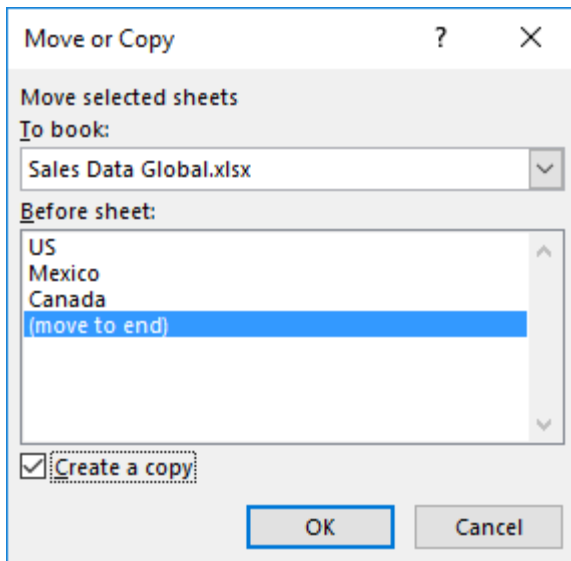 Move or Copy ?
Move selected sheets
To book:
Sales Data Global.xlsx
Before sheet:
US
Mexico
Canada
(move to end)
Create a copy
OK Cancel